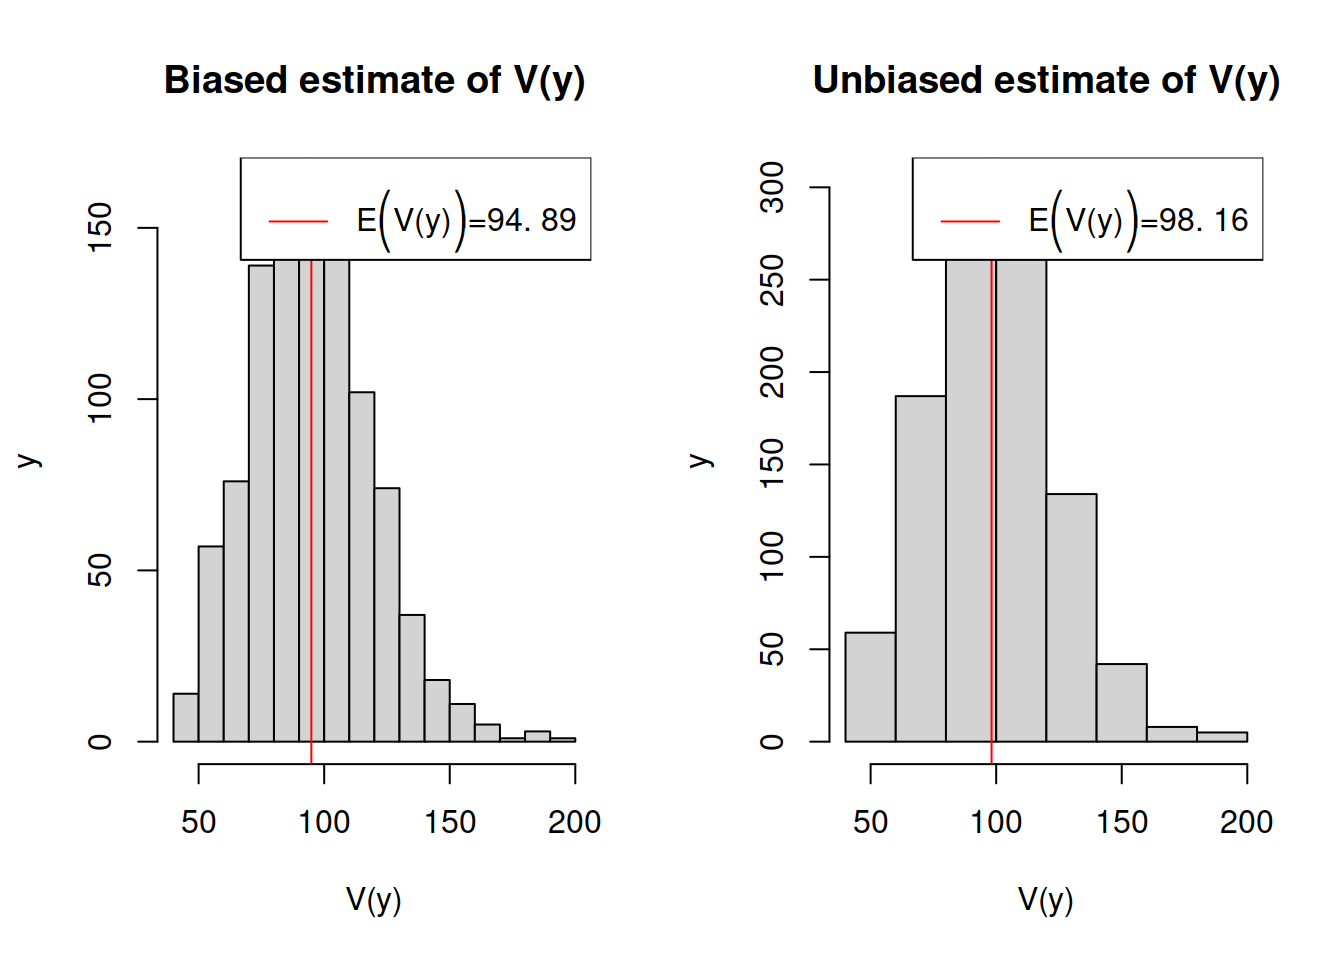 Biased estimate of V(y)
E(V(y))=94. 89
150
100
50
0
y
50 100 150 200
V(y)
Unbiased estimate of V(y)
E(V(y))=98. 16
300
250
200
150
100
50
0
y
50 100 150 200
V(y)